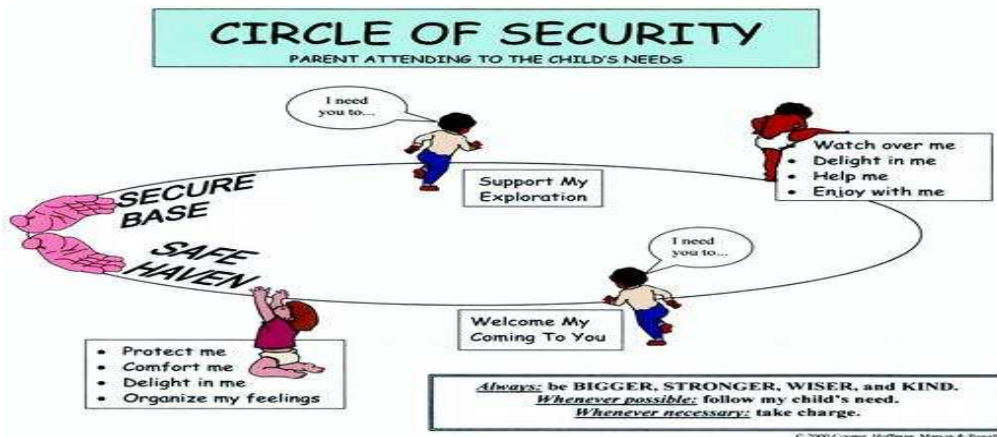 CIRCLE OF SECURITY
PARENT ATTENDING TO THE CHILD'S NEEDS
I need
you to...
Support My
Exploration
• Watch over me
• Delight in me
• Help me
• Enjoy with me
SECURE
BASE
SAFE
HAVEN
I need
you to...
Welcome My
Coming To You
• Protect me
• Comfort me
• Delight in me
• Organize my feelings
Always: be BIGGER, STRONGER, WISER, and KIND.
Whenever possible: follow my child's need.
Whenever necessary: take charge.